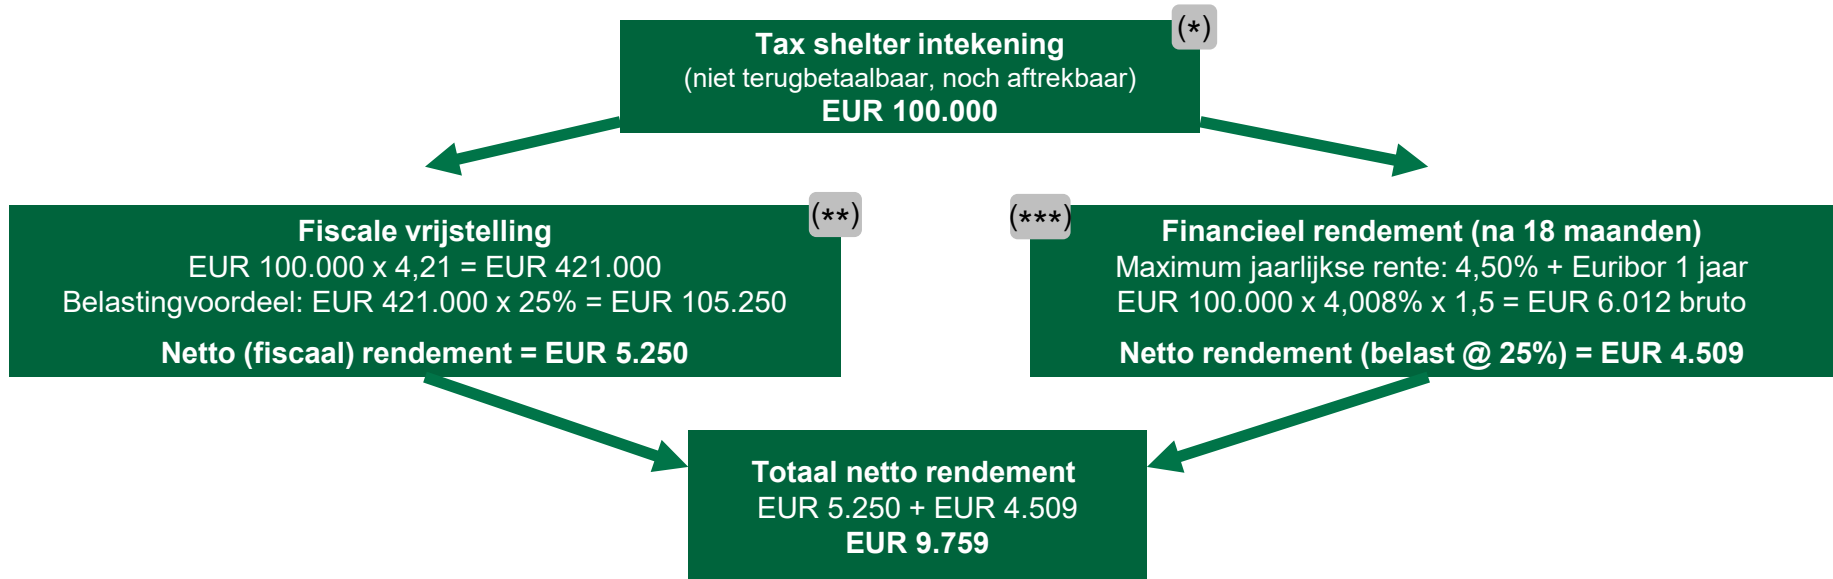 (*)
Tax shelter intekening
(niet terugbetaalbaar, noch aftrekbaar)
EUR 100.000
(**)
Fiscale vrijstelling
EUR 100.000 x 4,21 = EUR 421.000
Belastingvoordeel: EUR 421.000 x 25% = EUR 105.250
Netto (fiscaal) rendement = EUR 5.250
(***)
Financieel rendement (na 18 maanden)
Maximum jaarlijkse rente: 4,50% + Euribor 1 jaar
EUR 100.000 x 4,008% x 1,5 = EUR 6.012 bruto
Netto rendement (belast @ 25%) = EUR 4.509
Totaal netto rendement
EUR 5.250 + EUR 4.509
EUR 9.759